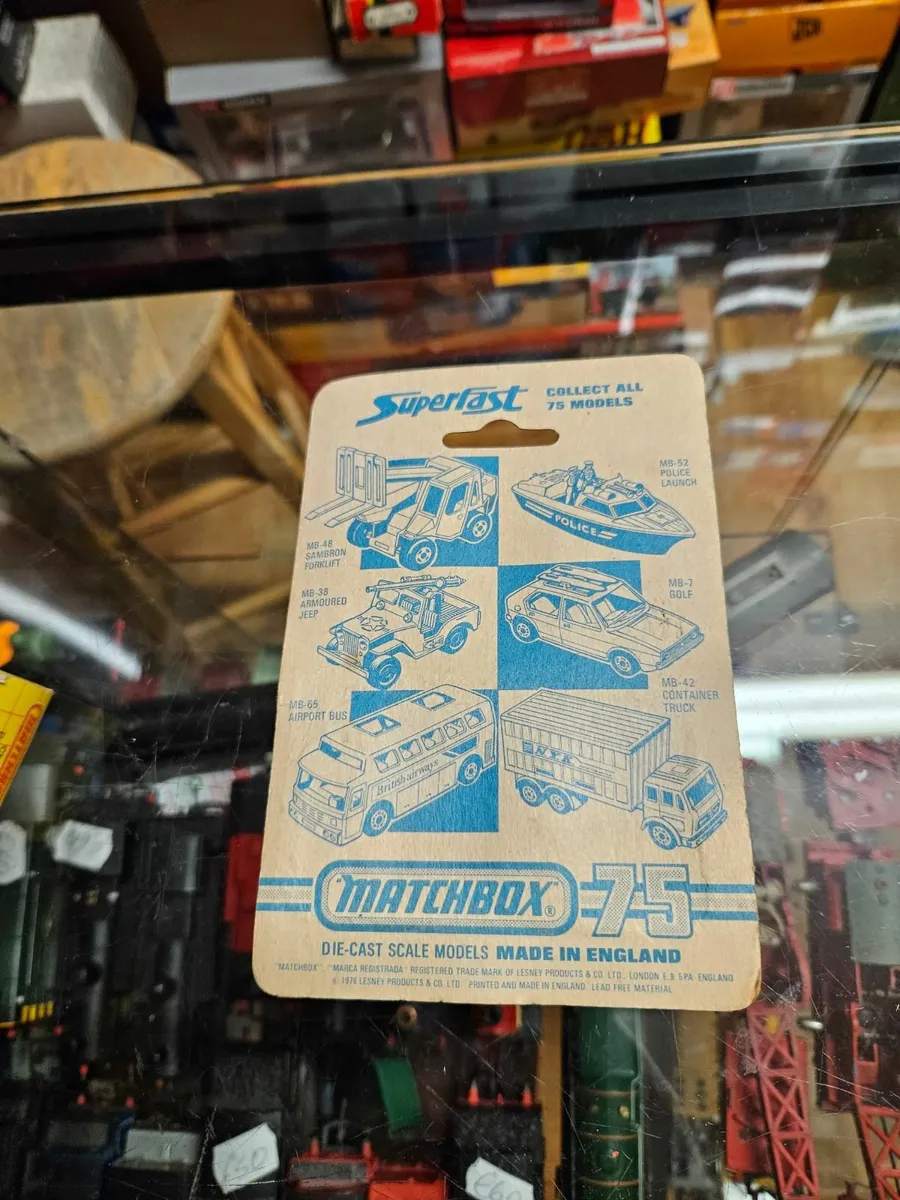 JCB
Superfast
COLLECT ALL
75 MODELS
MB-48
SAMBRON
FORKLIFT
MB-52
POLICE
LAUNCH
POLICE
MB-38
ARMOURED
JEEP
MB-7
GOLF
MB-65
AIRPORT BUS
British airways
MB-42
CONTAINER
TRUCK
NYK
"MATCHBOX"® 75
DIE-CAST SCALE MODELS MADE IN ENGLAND
"MATCHBOX", "MARCA REGISTRADA" REGISTERED TRADE MARK OF LESNEY PRODUCTS & CO. LTD., LONDON E.9. 5PA ENGLAND
© 1976 LESNEY PRODUCTS & CO. LTD. PRINTED AND MADE IN ENGLAND LEAD FREE MATERIAL